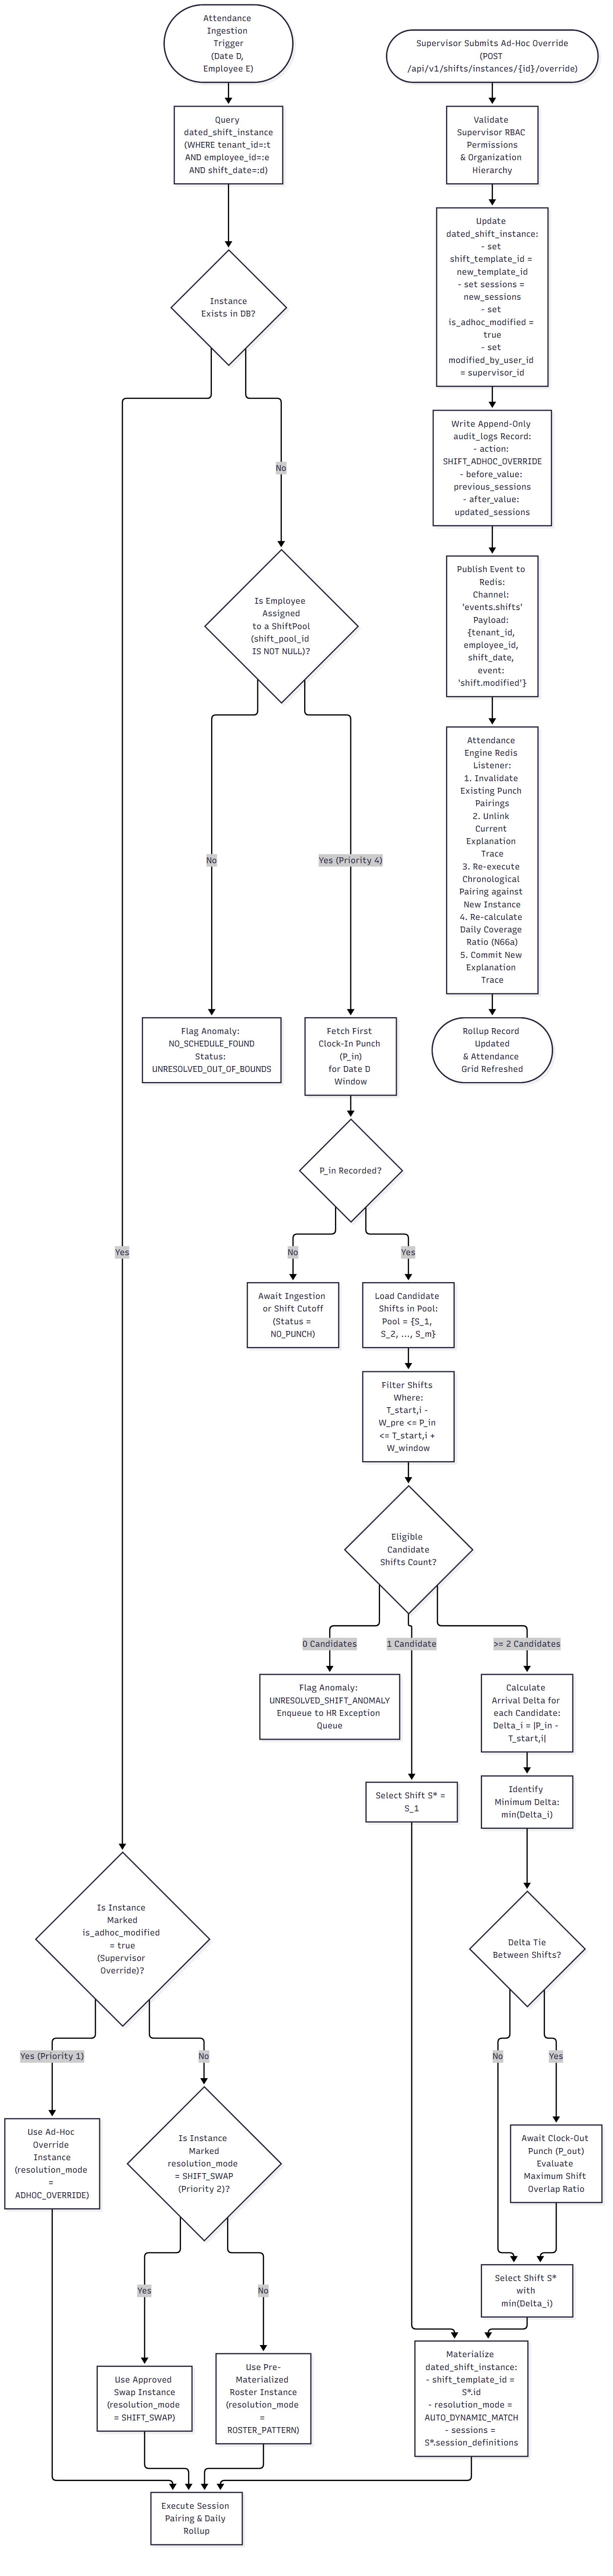 Attendance
Ingestion
Trigger
(Date D,
Employee E)
Supervisor Submits Ad-Hoc Override
(POST
/api/v1/shifts/instances/{id}/override)
Query
dated_shift_instance
(WHERE tenant_id=:t
AND employee_id=:e
AND shift_date=:d)
Validate
Supervisor RBAC
Permissions
& Organization
Hierarchy
Update
dated_shift_instance:
- set
shift_template_id =
new_template_id
- set sessions =
new_sessions
- set
is_adhoc_modified =
true
- set
modified_by_user_id
= supervisor_id
Instance
Exists in DB?
Write Append-Only
audit_logs Record:
- action:
SHIFT_ADHOC_OVERRIDE
- before_value:
previous_sessions
- after_value:
updated_sessions
No
Publish Event to
Redis:
Channel:
'events.shifts'
Payload:
{tenant_id,
employee_id,
shift_date,
event:
'shift.modified'}
Is Employee
Assigned
to a ShiftPool
(shift_pool_id
IS NOT NULL)?
Attendance
Engine Redis
Listener:
1. Invalidate
Existing Punch
Pairings
2. Unlink
Current
Explanation
Trace
3. Re-execute
Chronological
Pairing against
New Instance
4. Re-calculate
Daily Coverage
Ratio (N66a)
5. Commit New
Explanation
Trace
No
Yes (Priority 4)
Flag Anomaly:
NO_SCHEDULE_FOUND
Status:
UNRESOLVED_OUT_OF_BOUNDS
Fetch First
Clock-In Punch
(P_in)
for Date D
Window
Rollup Record
Updated
& Attendance
Grid Refreshed
P_in Recorded?
Yes
No
Yes
Await Ingestion
or Shift Cutoff
(Status =
NO_PUNCH)
Load Candidate
Shifts in Pool:
Pool = {S_1,
S_2, ..., S_m}
Filter Shifts
Where:
T_start,i -
W_pre <= P_in
<= T_start,i +
W_window
Eligible
Candidate
Shifts Count?
0 Candidates
1 Candidate
>= 2 Candidates
Flag Anomaly:
UNRESOLVED_SHIFT_ANOMALY
Enqueue to HR Exception
Queue
Calculate
Arrival Delta for
each Candidate:
Delta_i = |P_in -
T_start,i|
Select Shift S* =
S_1
Identify
Minimum Delta:
min(Delta_i)
Is Instance
Marked
is_adhoc_modified
= true
(Supervisor
Override)?
Delta Tie
Between Shifts?
Yes (Priority 1)
No
No
Yes
Use Ad-Hoc
Override
Instance
(resolution_mode
=
ADHOC_OVERRIDE)
Is Instance
Marked
resolution_mode
= SHIFT_SWAP
(Priority 2)?
Await Clock-Out
Punch (P_out)
Evaluate
Maximum Shift
Overlap Ratio
Yes
No
Select Shift S*
with
min(Delta_i)
Use Approved
Swap Instance
(resolution_mode
= SHIFT_SWAP)
Use Pre-
Materialized
Roster Instance
(resolution_mode
=
ROSTER_PATTERN)
Materialize
dated_shift_instance:
- shift_template_id =
S*.id
- resolution_mode =
AUTO_DYNAMIC_MATCH
- sessions =
S*.session_definitions
Execute Session
Pairing & Daily
Rollup